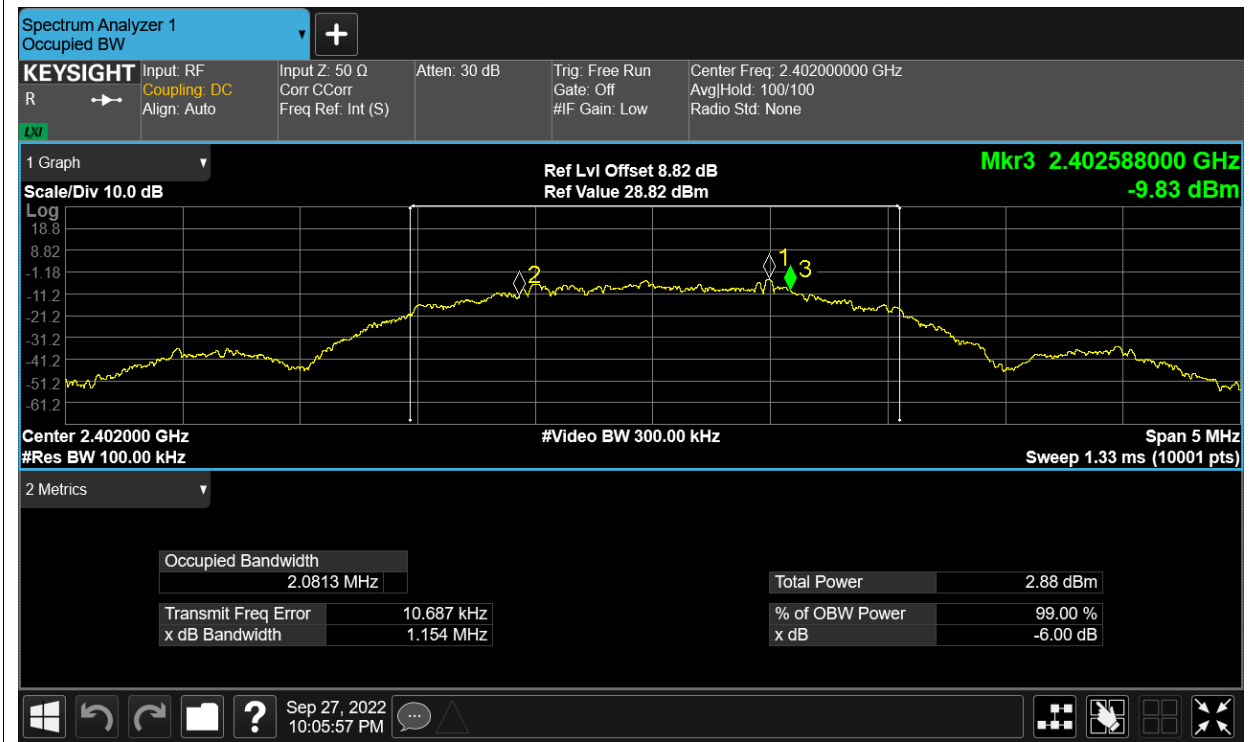 Spectrum Analyzer 1
Occupied BW
▼
+
KEYSIGHT
R
LXI
Input: RF
Coupling: DC
Align: Auto
Input Z: 50 Ω
Corr CCorr
Freq Ref: Int (S)
Atten: 30 dB
Trig: Free Run
Gate: Off
#IF Gain: Low
Center Freq: 2.402000000 GHz
Avg|Hold: 100/100
Radio Std: None
1 Graph ▼
Scale/Div 10.0 dB
Ref Lvl Offset 8.82 dB
Ref Value 28.82 dBm
Mkr3 2.402588000 GHz
-9.83 dBm
Log
18.8
8.82
-1.18
-11.2
-21.2
-31.2
-41.2
-51.2
-61.2
2
1
3
Center 2.402000 GHz
#Res BW 100.00 kHz
#Video BW 300.00 kHz
Span 5 MHz
Sweep 1.33 ms (10001 pts)
2 Metrics ▼
Occupied Bandwidth
2.0813 MHz
Transmit Freq Error 10.687 kHz
x dB Bandwidth 1.154 MHz
Total Power 2.88 dBm
% of OBW Power 99.00 %
x dB -6.00 dB
?
Sep 27, 2022
10:05:57 PM